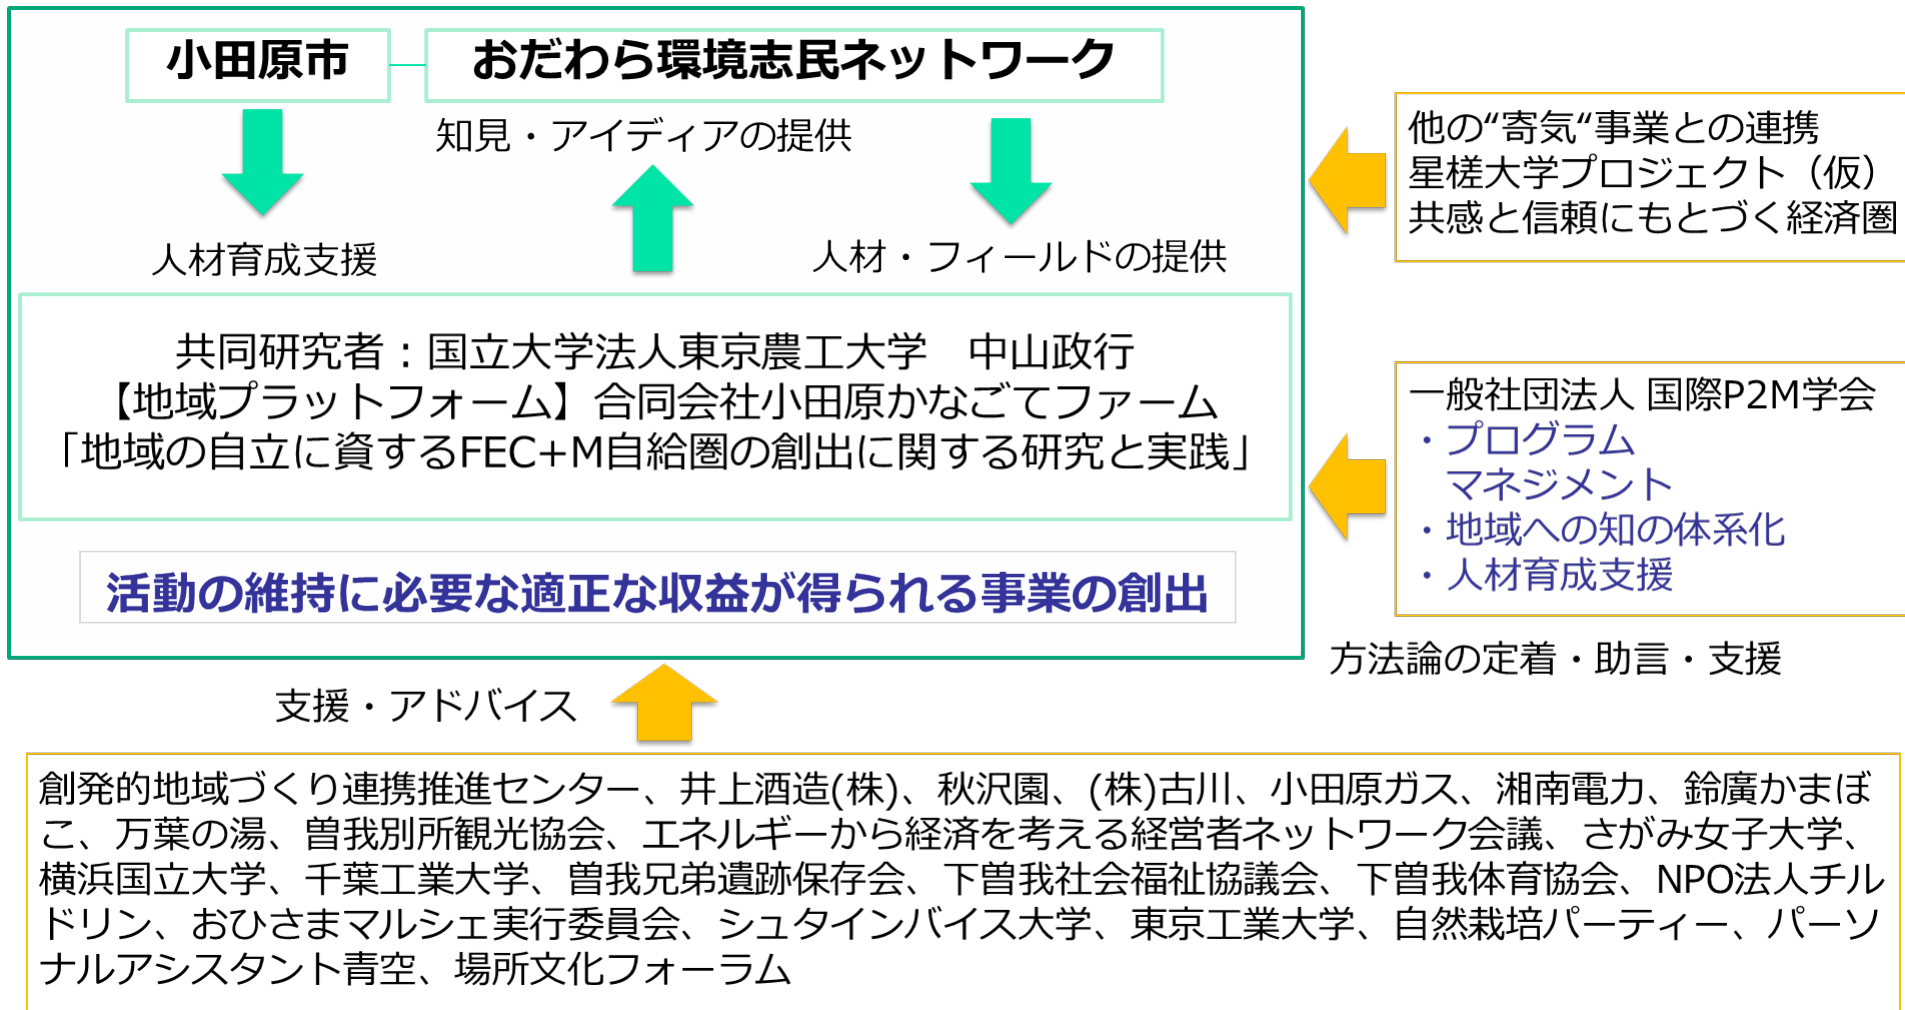 小田原市
おだわら環境志民ネットワーク
知見・アイディアの提供
人材育成支援
人材・フィールドの提供
共同研究者：国立大学法人東京農工大学　中山政行
【地域プラットフォーム】合同会社小田原かなごてファーム
「地域の自立に資するFEC+M自給圏の創出に関する研究と実践」
活動の維持に必要な適正な収益が得られる事業の創出
他の“寄気“事業との連携
星槎大学プロジェクト（仮）
共感と信頼にもとづく経済圏
一般社団法人 国際P2M学会
・プログラム
マネジメント
・地域への知の体系化
・人材育成支援
方法論の定着・助言・支援
支援・アドバイス
創発的地域づくり連携推進センター、井上酒造(株)、秋沢園、(株)古川、小田原ガス、湘南電力、鈴廣かまぼ
こ、万葉の湯、曽我別所観光協会、エネルギーから経済を考える経営者ネットワーク会議、さがみ女子大学、
横浜国立大学、千葉工業大学、曽我兄弟遺跡保存会、下曽我社会福祉協議会、下曽我体育協会、NPO法人チル
ドリン、おひさまマルシェ実行委員会、シュタインバイス大学、東京工業大学、自然栽培パーティー、パーソ
ナルアシスタント青空、場所文化フォーラム